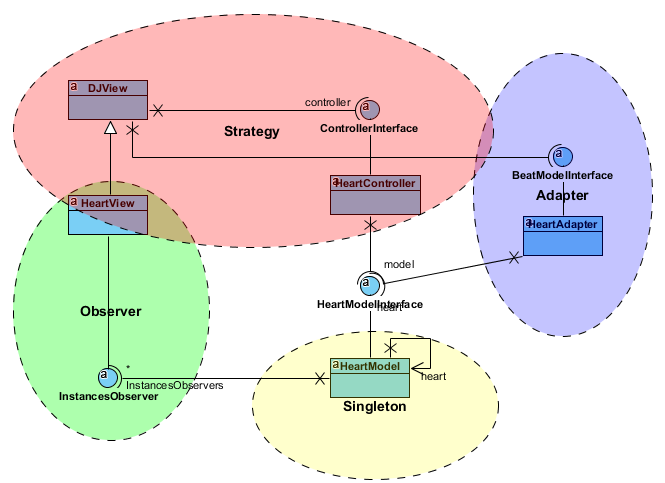 a
DJView
controller
a
Strategy
ControllerInterface
a
BeatModelInterface
a
HeartController
Adapter
a
HeartView
a
HeartAdapter
model
a
HeartModelInterface
heart
Observer
a
HeartModel
*
a
heart
InstancesObservers
InstancesObserver
Singleton